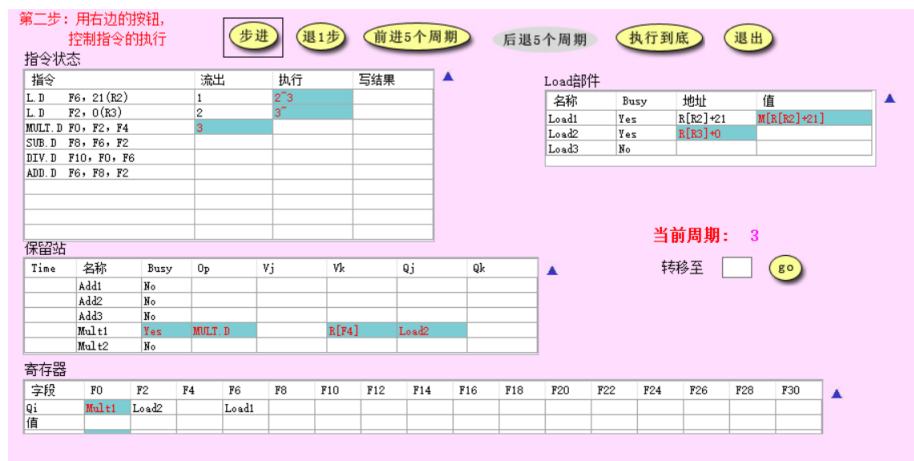 第二步：用右边的按钮，
控制指令的执行
步进 退1步 前进5个周期 后退5个周期 执行到底 退出
指令状态
指令 流出 执行 写结果
L.D F6，21(R2) 1 2~3
L.D F2，0(R3) 2 3~
MULT.D F0，F2，F4 3
SUB.D F8，F6，F2
DIV.D F10，F0，F6
ADD.D F6，F8，F2
Load部件
名称 Busy 地址 值
Load1 Yes R[R2]+21 M[R[R2]+21]
Load2 Yes R[R3]+0
Load3 No
当前周期： 3
转移至 go
保留站
Time 名称 Busy Op Vj Vk Qj Qk
Add1 No
Add2 No
Add3 No
Mult1 Yes MULT.D R[F4] Load2
Mult2 No
寄存器
字段 F0 F2 F4 F6 F8 F10 F12 F14 F16 F18 F20 F22 F24 F26 F28 F30
Qi Mult1 Load2 Load1
值